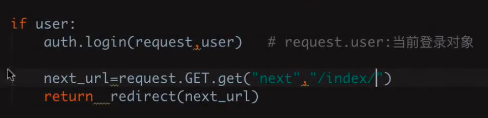 if user:
    auth.login(request,user)   # request.user:当前登录对象
    next_url=request.GET.get("next","/index/")
    return  redirect(next_url)